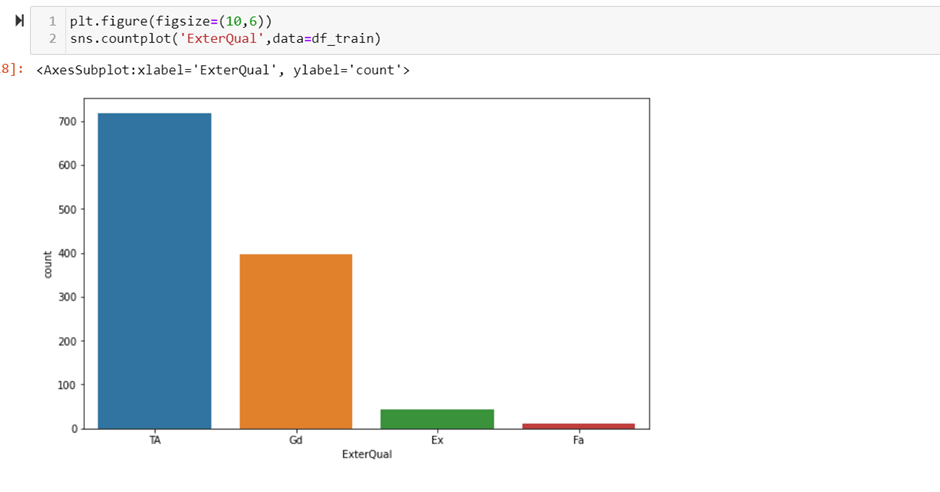 1 plt.figure(figsize=(10,6))
2 sns.countplot('ExterQual',data=df_train)
8]: <AxesSubplot:xlabel='ExterQual', ylabel='count'>
700
600
500
400
300
200
100
0
count
TA Gd Ex Fa
ExterQual